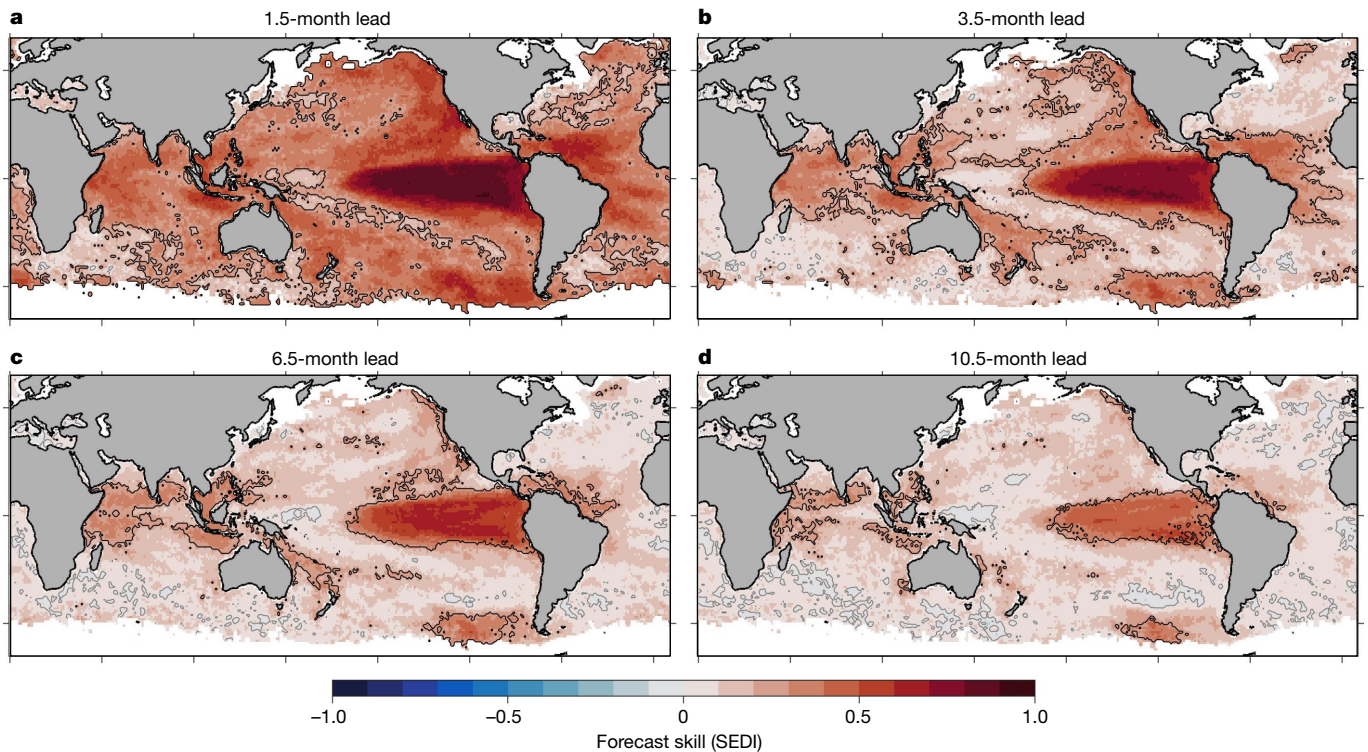 a 1.5-month lead
b 3.5-month lead
c 6.5-month lead
d 10.5-month lead
–1.0 –0.5 0 0.5 1.0
Forecast skill (SEDI)